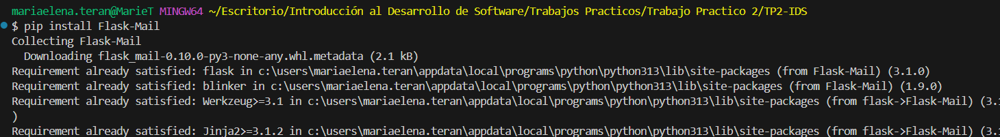 mariaelena.teran@MarieT MINGW64 ~/Escritorio/Introducción al Desarrollo de Software/Trabajos Practicos/Trabajo Practico 2/TP2-IDS
$ pip install Flask-Mail
Collecting Flask-Mail
  Downloading flask_mail-0.10.0-py3-none-any.whl.metadata (2.1 kB)
Requirement already satisfied: flask in c:\users\mariaelena.teran\appdata\local\programs\python\python313\lib\site-packages (from Flask-Mail) (3.1.0)
Requirement already satisfied: blinker in c:\users\mariaelena.teran\appdata\local\programs\python\python313\lib\site-packages (from Flask-Mail) (1.9.0)
Requirement already satisfied: Werkzeug>=3.1 in c:\users\mariaelena.teran\appdata\local\programs\python\python313\lib\site-packages (from flask->Flask-Mail) (3.1
)
Requirement already satisfied: Jinja2>=3.1.2 in c:\users\mariaelena.teran\appdata\local\programs\python\python313\lib\site-packages (from flask->Flask-Mail) (3.1